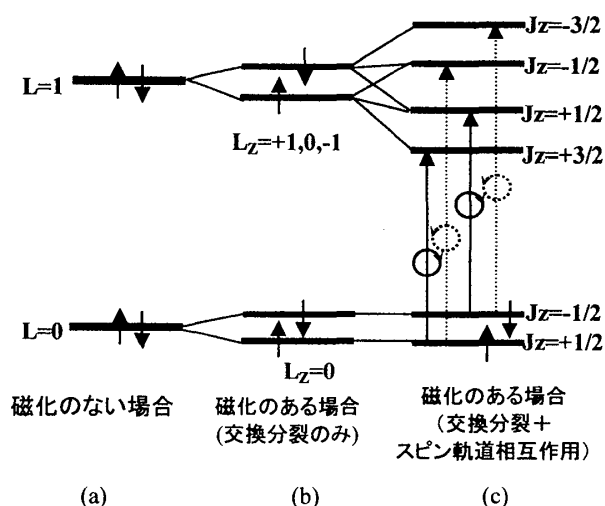 Jz=-3/2
Jz=-1/2
Jz=+1/2
Jz=+3/2
L=1
Lz=+1,0,-1
L=0
Lz=0
Jz=-1/2
Jz=+1/2
磁化のない場合
磁化のある場合
(交換分裂のみ)
磁化のある場合
(交換分裂+
スピン軌道相互作用)
(a)
(b)
(c)